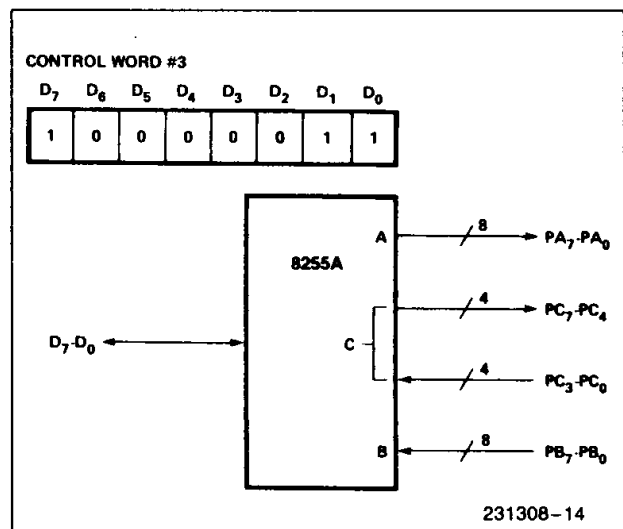 CONTROL WORD #3
D7 D6 D5 D4 D3 D2 D1 D0
1 0 0 0 0 0 1 1
A 8 PA7-PA0
8255A
4 PC7-PC4
D7-D0 C
4 PC3-PC0
B 8 PB7-PB0
231308-14